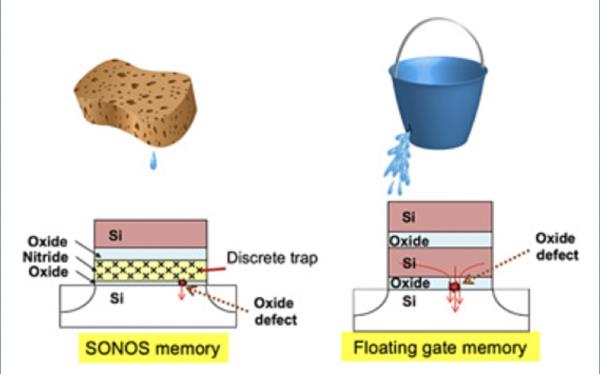 Si
Oxide
Nitride
Oxide
Discrete trap
Si
Oxide
defect
SONOS memory
Si
Oxide
Si
Oxide
Si
Oxide
defect
Floating gate memory